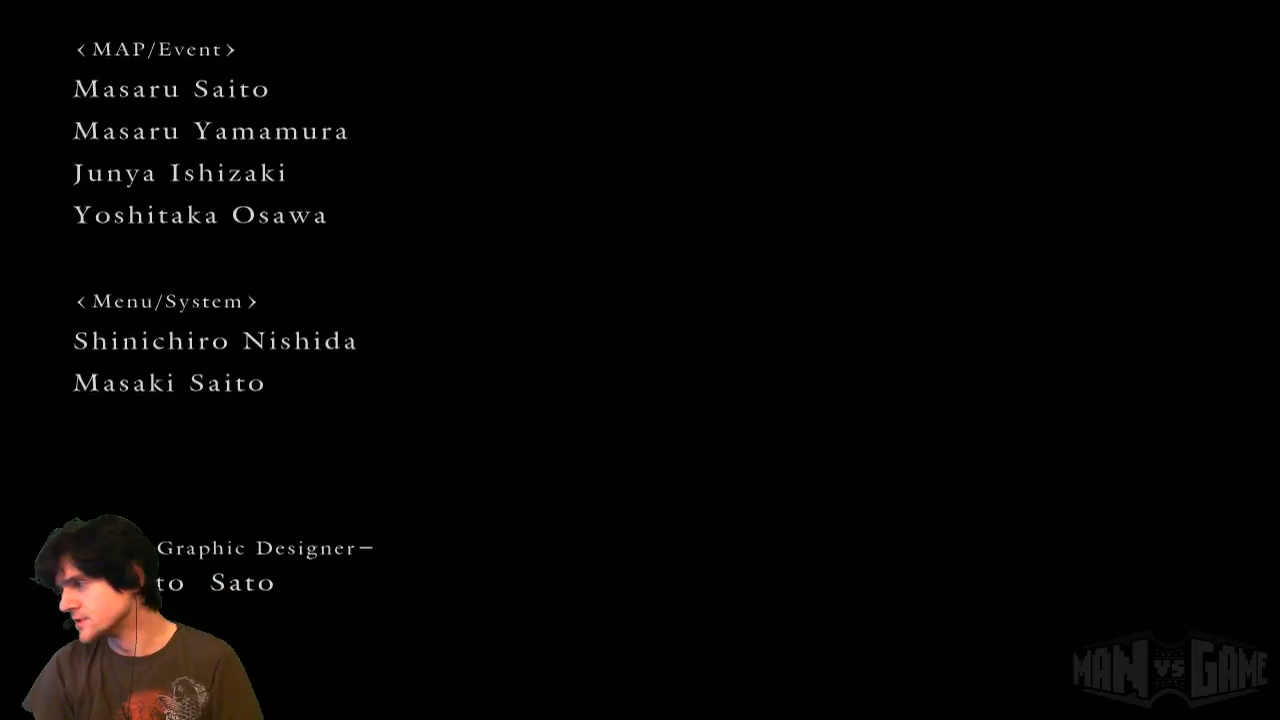 <MAP/Event>
Masaru Saito
Masaru Yamamura
Junya Ishizaki
Yoshitaka Osawa
<Menu/System>
Shinichiro Nishida
Masaki Saito
Graphic Designer—
Sato
MAN VS GAME